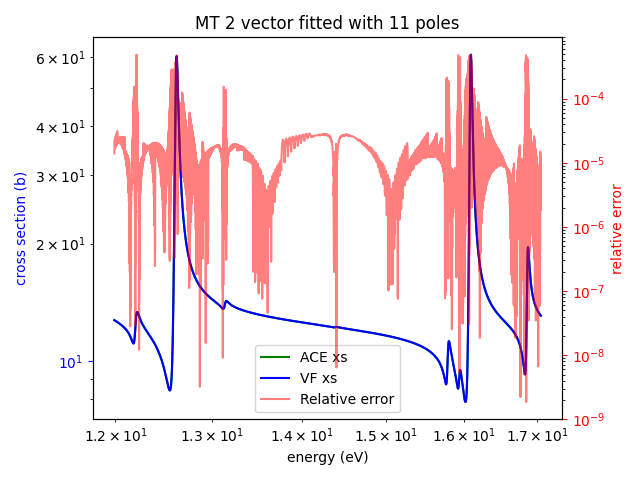 MT 2 vector fitted with 11 poles
cross section (b)
6 × 10¹
4 × 10¹
3 × 10¹
2 × 10¹
10¹
10⁻⁴
10⁻⁵
10⁻⁶
10⁻⁷
10⁻⁸
10⁻⁹
relative error
ACE xs
VF xs
Relative error
1.2 × 10¹ 1.3 × 10¹ 1.4 × 10¹ 1.5 × 10¹ 1.6 × 10¹ 1.7 × 10¹
energy (eV)